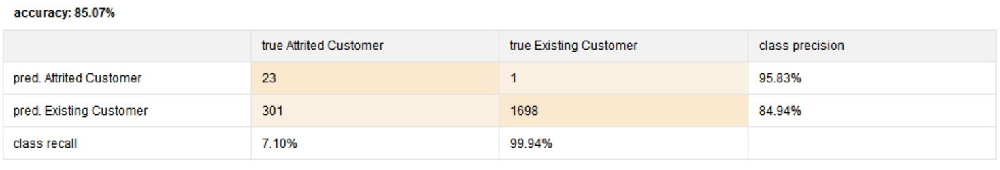 accuracy: 85.07%
true Attrited Customer true Existing Customer class precision
pred. Attrited Customer 23 1 95.83%
pred. Existing Customer 301 1698 84.94%
class recall 7.10% 99.94%